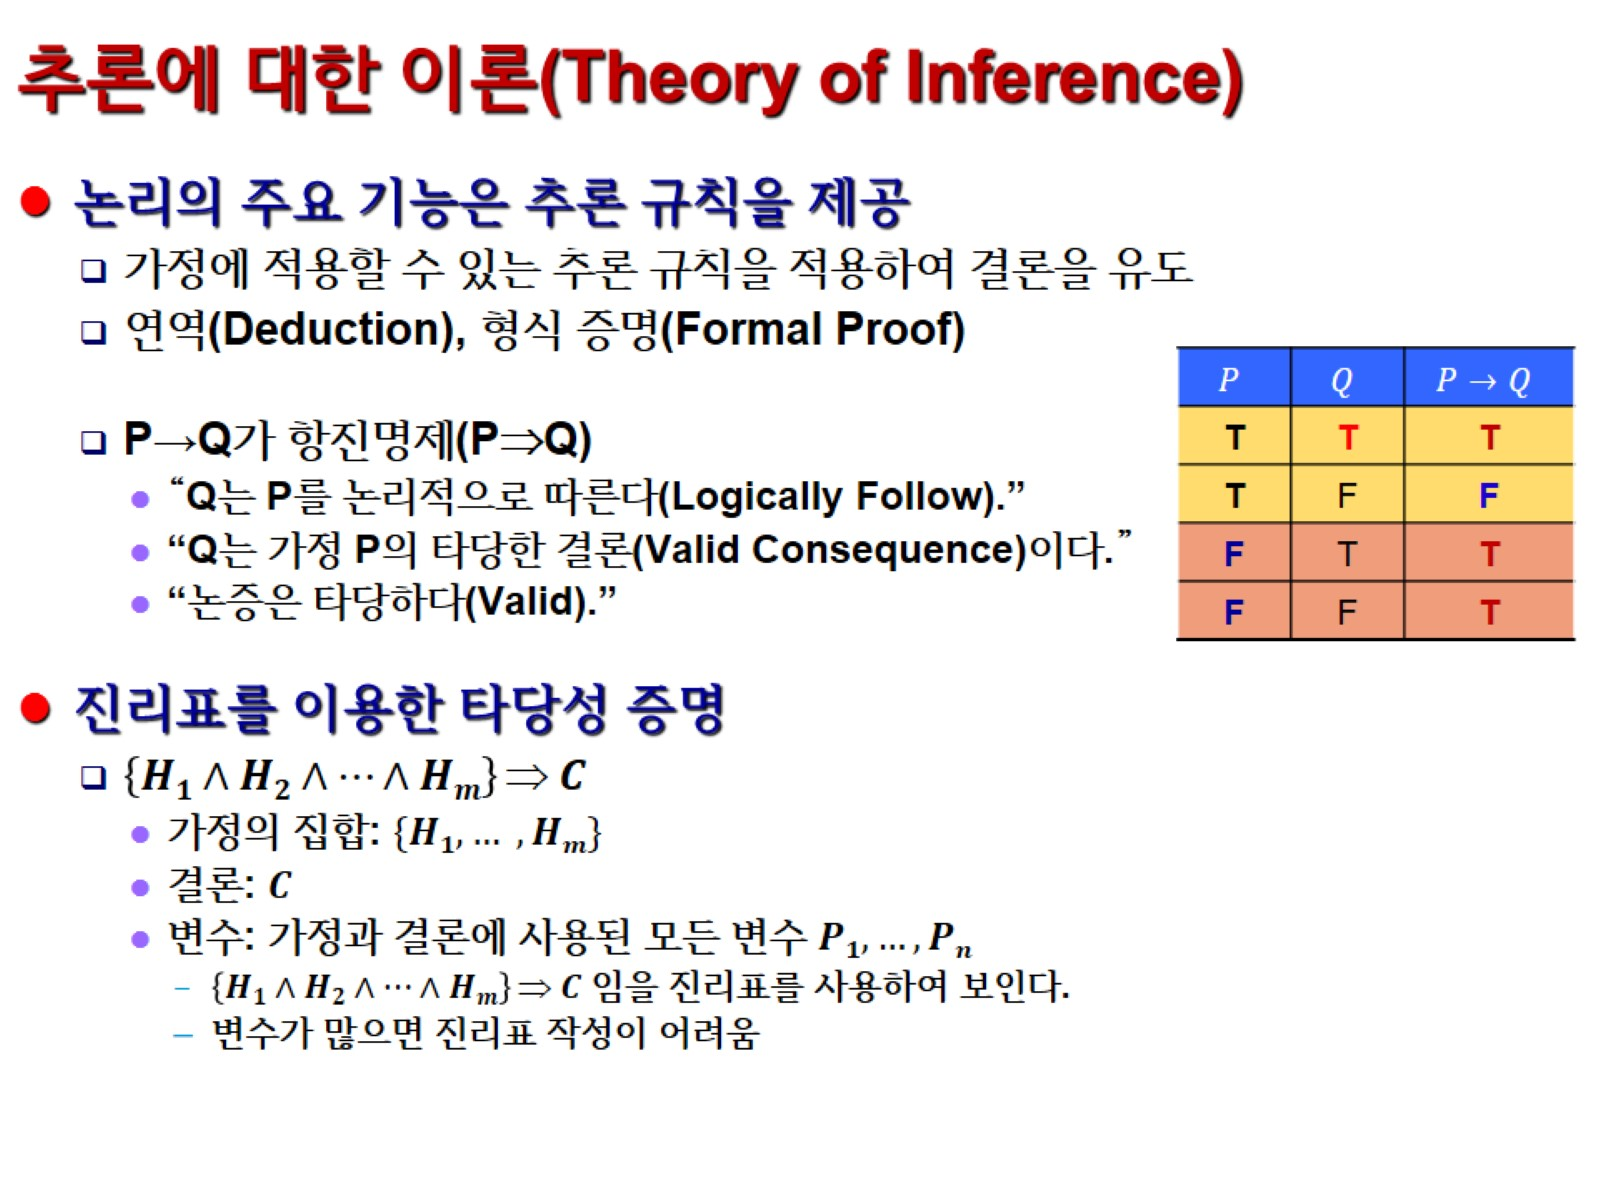 추론에 대한 이론(Theory of Inference)
● 논리의 주요 기능은 추론 규칙을 제공
❑ 가정에 적용할 수 있는 추론 규칙을 적용하여 결론을 유도
❑ 연역(Deduction), 형식 증명(Formal Proof)
❑ P→Q가 항진명제(P⇒Q)
● “Q는 P를 논리적으로 따른다(Logically Follow).”
● “Q는 가정 P의 타당한 결론(Valid Consequence)이다.”
● “논증은 타당하다(Valid).”
P Q P → Q
T T T
T F F
F T T
F F T
● 진리표를 이용한 타당성 증명
❑ {H₁ ∧ H₂ ∧ ⋯ ∧ Hₘ} ⇒ C
● 가정의 집합: {H₁, … , Hₘ}
● 결론: C
● 변수: 가정과 결론에 사용된 모든 변수 P₁, … , Pₙ
– {H₁ ∧ H₂ ∧ ⋯ ∧ Hₘ} ⇒ C 임을 진리표를 사용하여 보인다.
– 변수가 많으면 진리표 작성이 어려움